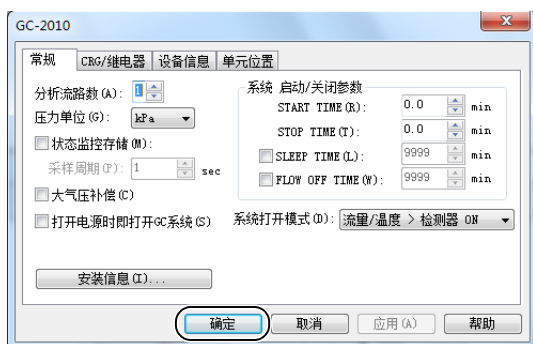 GC-2010
常规 CRG/继电器 设备信息 单元位置
分析流路数(A): 1
压力单位(G): kPa
状态监控存储(M):
采样周期(P): 1 sec
大气压补偿(C)
打开电源时即打开GC系统(S)
系统 启动/关闭参数
START TIME(R): 0.0 min
STOP TIME(T): 0.0 min
SLEEP TIME(L): 9999 min
FLOW OFF TIME(W): 9999 min
系统打开模式(D): 流量/温度 > 检测器 ON
安装信息(I)...
确定 取消 应用(A) 帮助